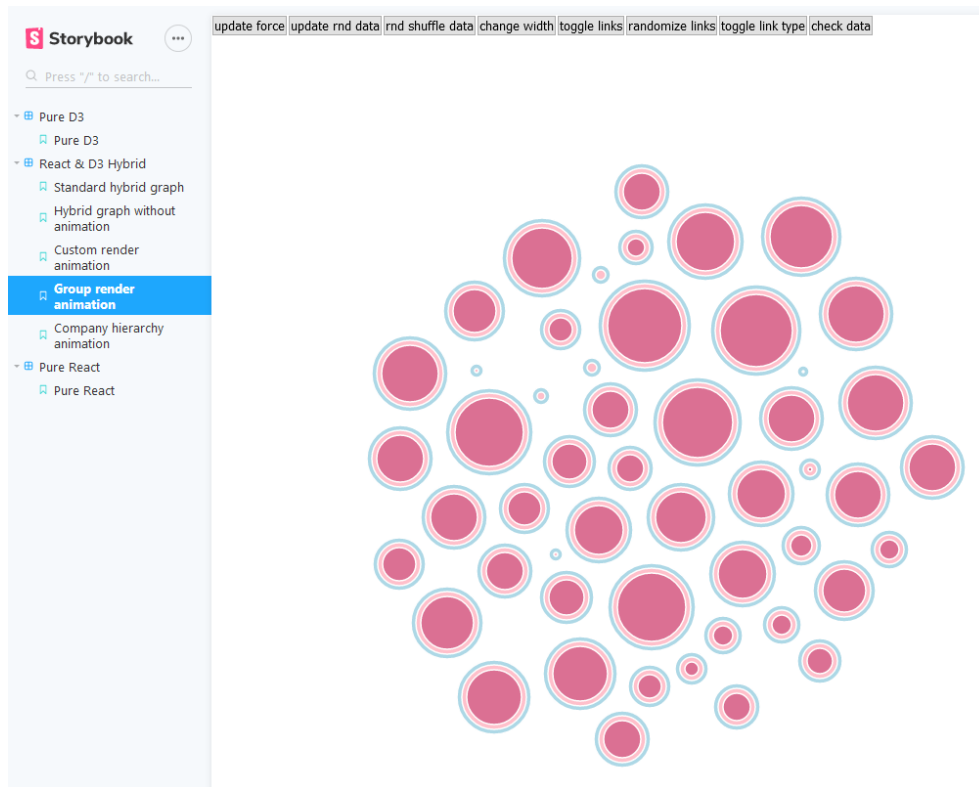 S Storybook
Press "/" to search...
Pure D3
Pure D3
React & D3 Hybrid
Standard hybrid graph
Hybrid graph without
animation
Custom render
animation
Group render
animation
Company hierarchy
animation
Pure React
Pure React
update force update rnd data rnd shuffle data change width toggle links randomize links toggle link type check data